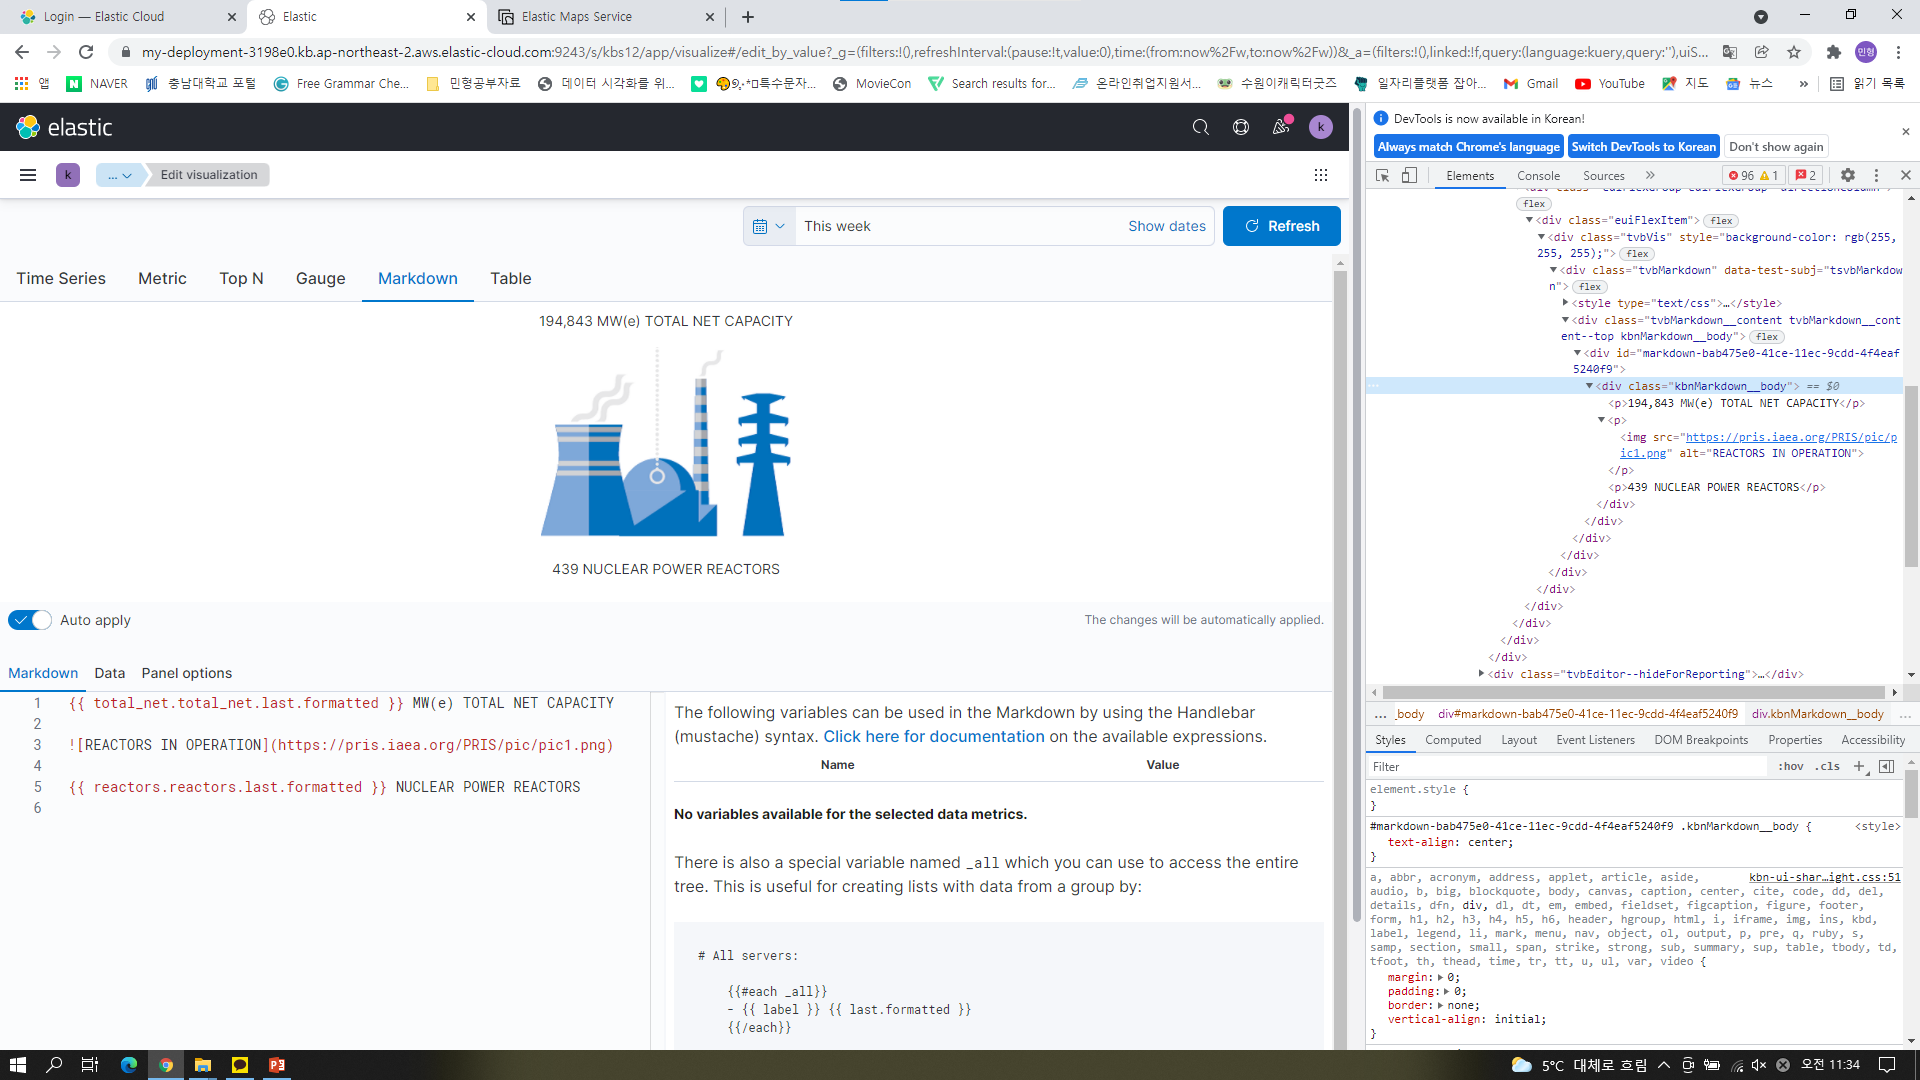 Login — Elastic Cloud
Elastic
Elastic Maps Service
my-deployment-3198e0.kb.ap-northeast-2.aws.elastic-cloud.com:9243/s/kbs12/app/visualize#/edit_by_value?_g=(filters:!(),refreshInterval:(pause:!t,value:0),time:(from:now%2Fw,to:now%2Fw))&_a=(filters:!(),linked:!f,query:(language:kuery,query:''),uiS...
민형
앱
NAVER
충남대학교 포털
Free Grammar Che...
민형공부자료
데이터 시각화를 위...
MovieCon
Search results for...
온라인취업지원서...
수원이캐릭터굿즈
일자리플랫폼 잡아...
Gmail
YouTube
지도
뉴스
»
읽기 목록
elastic
k
k
...
Edit visualization
This week
Show dates
Refresh
Time Series
Metric
Top N
Gauge
Markdown
Table
194,843 MW(e) TOTAL NET CAPACITY
439 NUCLEAR POWER REACTORS
Auto apply
The changes will be automatically applied.
Markdown
Data
Panel options
1 {{ total_net.total_net.last.formatted }} MW(e) TOTAL NET CAPACITY
2
3 ![REACTORS IN OPERATION](https://pris.iaea.org/PRIS/pic/pic1.png)
4
5 {{ reactors.reactors.last.formatted }} NUCLEAR POWER REACTORS
6
The following variables can be used in the Markdown by using the Handlebar
(mustache) syntax. Click here for documentation on the available expressions.
Name
Value
No variables available for the selected data metrics.
There is also a special variable named _all which you can use to access the entire
tree. This is useful for creating lists with data from a group by:
# All servers:
{{#each _all}}
- {{ label }} {{ last.formatted }}
{{/each}}
DevTools is now available in Korean!
Always match Chrome's language
Switch DevTools to Korean
Don't show again
Elements
Console
Sources
»
96
1
2
flex
<div class="euiFlexItem"> flex
<div class="tvbVis" style="background-color: rgb(255,
255, 255);"> flex
<div class="tvbMarkdown" data-test-subj="tsvbMarkdow
n"> flex
<style type="text/css">…</style>
<div class="tvbMarkdown__content tvbMarkdown__cont
ent--top kbnMarkdown__body"> flex
<div id="markdown-bab475e0-41ce-11ec-9cdd-4f4eaf
5240f9">
<div class="kbnMarkdown__body"> == $0
<p>194,843 MW(e) TOTAL NET CAPACITY</p>
<p>
<img src="https://pris.iaea.org/PRIS/pic/p
ic1.png" alt="REACTORS IN OPERATION">
</p>
<p>439 NUCLEAR POWER REACTORS</p>
</div>
</div>
</div>
</div>
</div>
</div>
</div>
</div>
</div>
</div>
<div class="tvbEditor--hideForReporting">…</div>
... _body div#markdown-bab475e0-41ce-11ec-9cdd-4f4eaf5240f9 div.kbnMarkdown__body ...
Styles
Computed
Layout
Event Listeners
DOM Breakpoints
Properties
Accessibility
Filter
:hov .cls +
element.style {
}
#markdown-bab475e0-41ce-11ec-9cdd-4f4eaf5240f9 .kbnMarkdown__body { <style>
text-align: center;
}
a, abbr, acronym, address, applet, article, aside, kbn-ui-shar…ight.css:51
audio, b, big, blockquote, body, canvas, caption, center, cite, code, dd, del,
details, dfn, div, dl, dt, em, embed, fieldset, figcaption, figure, footer,
form, h1, h2, h3, h4, h5, h6, header, hgroup, html, i, iframe, img, ins, kbd,
label, legend, li, mark, menu, nav, object, ol, output, p, pre, q, ruby, s,
samp, section, small, span, strike, strong, sub, summary, sup, table, tbody, td,
tfoot, th, thead, time, tr, tt, u, ul, var, video {
margin: 0;
padding: 0;
border: none;
vertical-align: initial;
}
5°C 대체로 흐림
오전 11:34